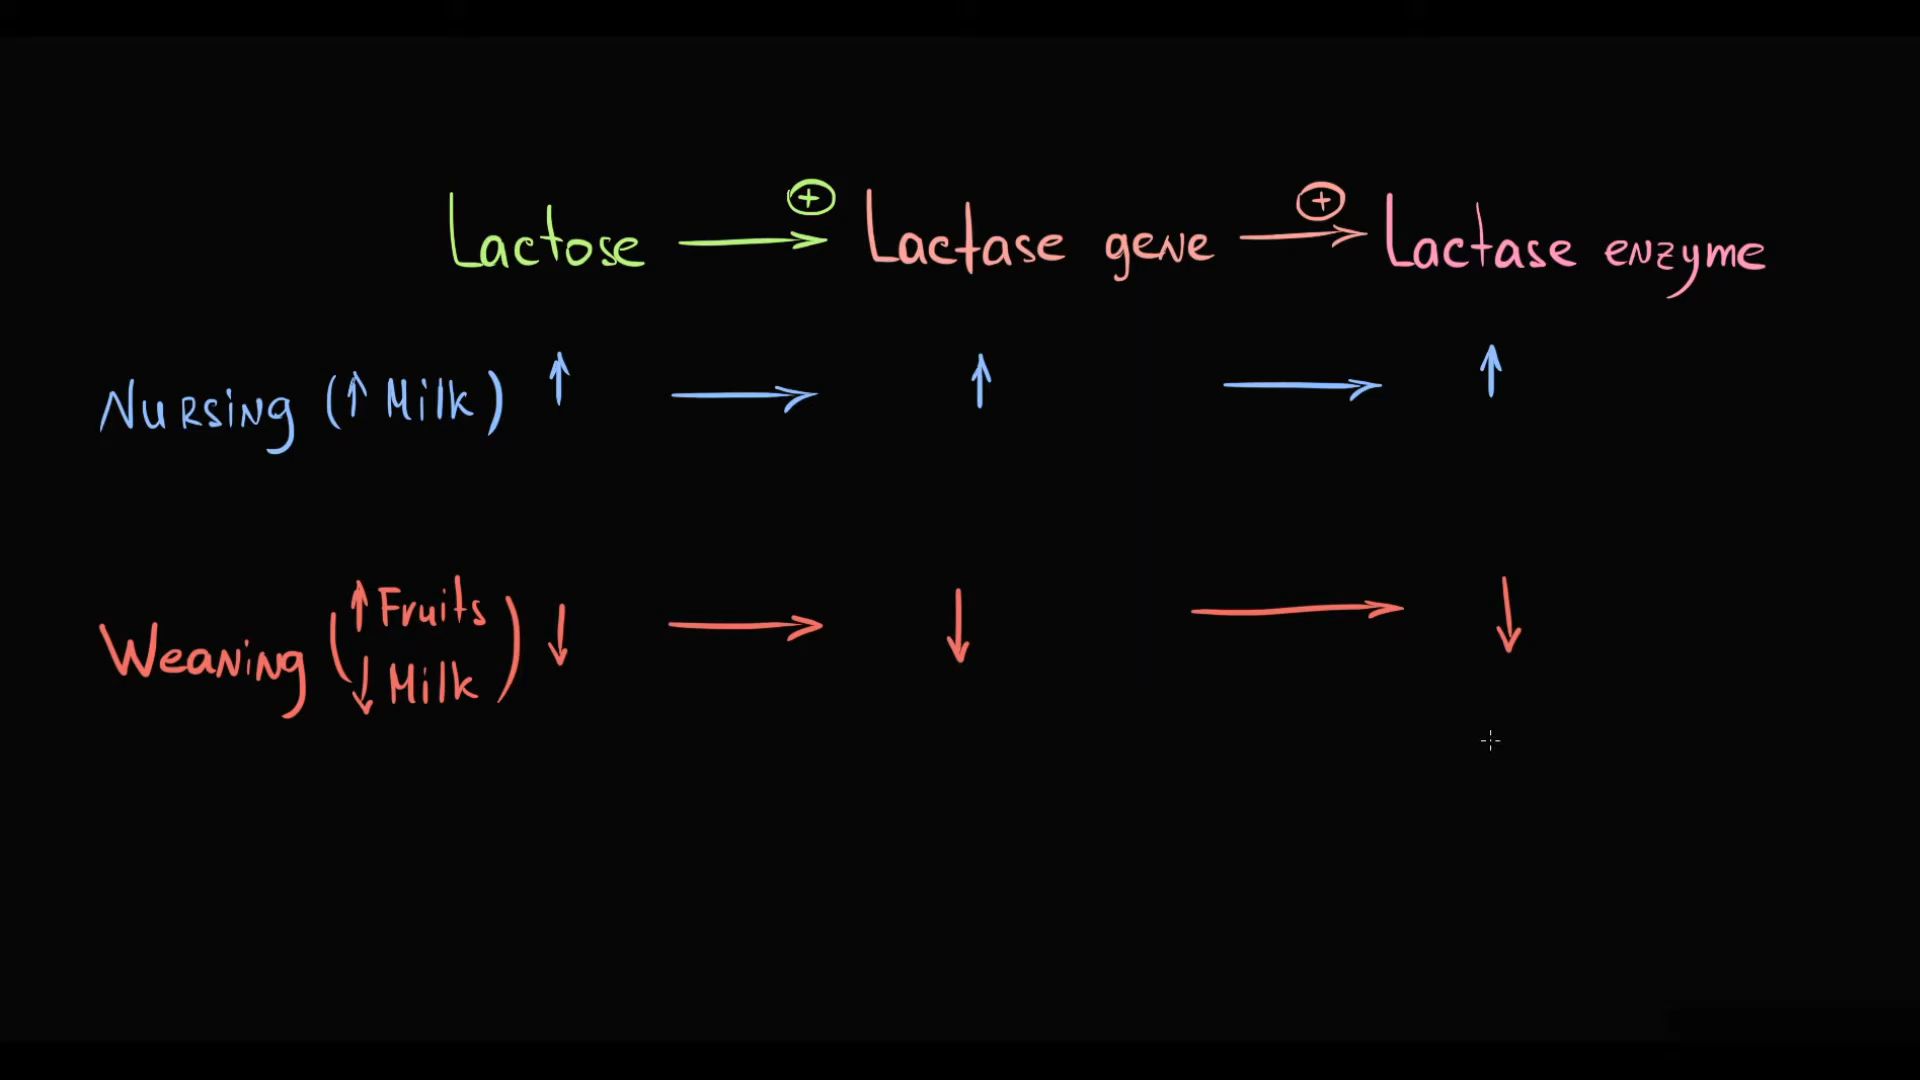 Lactose ⟶ ⊕ Lactase gene ⟶ ⊕ Lactase enzyme
Nursing (↑ Milk) ↑ ⟶ ↑ ⟶ ↑
Weaning (↑ Fruits ↓ ⟶ ↓ ⟶ ↓
↓ Milk)